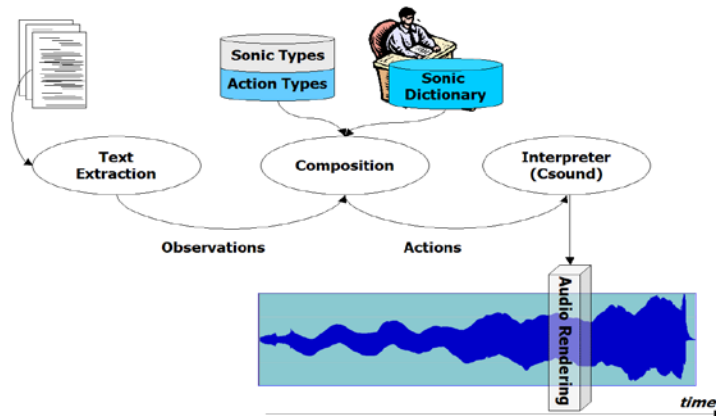 Sonic Types
Action Types
Sonic
Dictionary
Text
Extraction
Composition
Interpreter
(Csound)
Observations
Actions
Audio Rendering
time